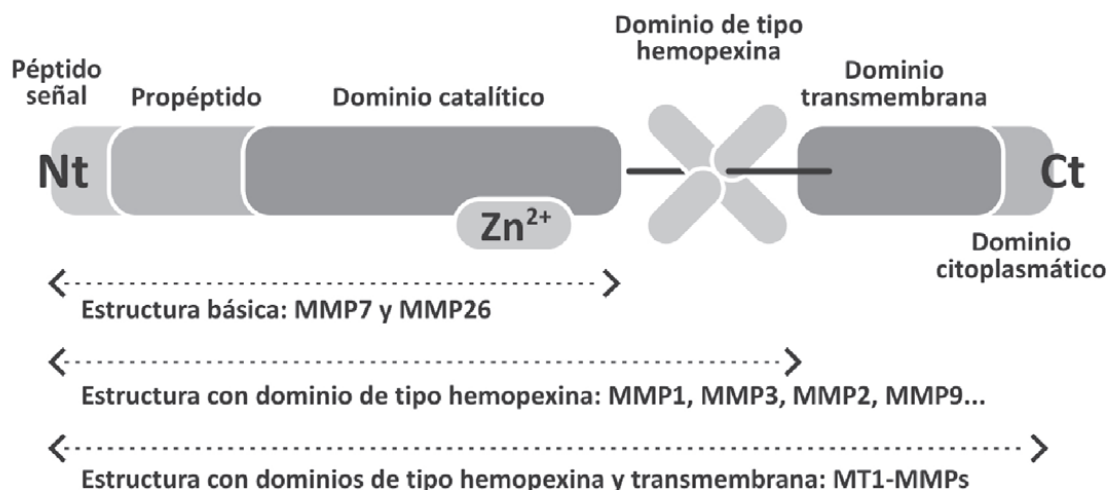 Dominio de tipo
hemopexina
Péptido
señal
Propéptido
Dominio catalítico
Dominio
transmembrana
Nt
Zn²⁺
Ct
Dominio
citoplasmático
Estructura básica: MMP7 y MMP26
Estructura con dominio de tipo hemopexina: MMP1, MMP3, MMP2, MMP9...
Estructura con dominios de tipo hemopexina y transmembrana: MT1-MMPs